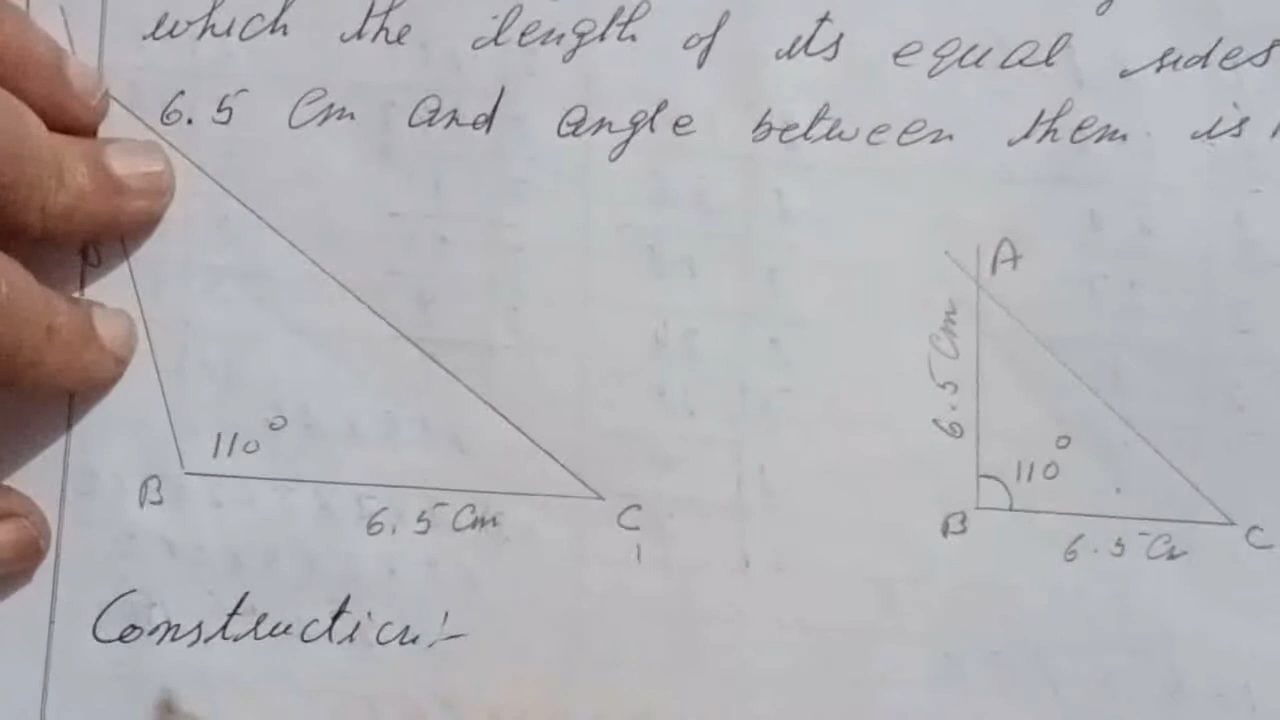 which the length of its equal sides
6.5 Cm and angle between them is
A
6.5 Cm
110°
B
6.5 Cm
C
110°
B
6.5 C
C
Construction:-